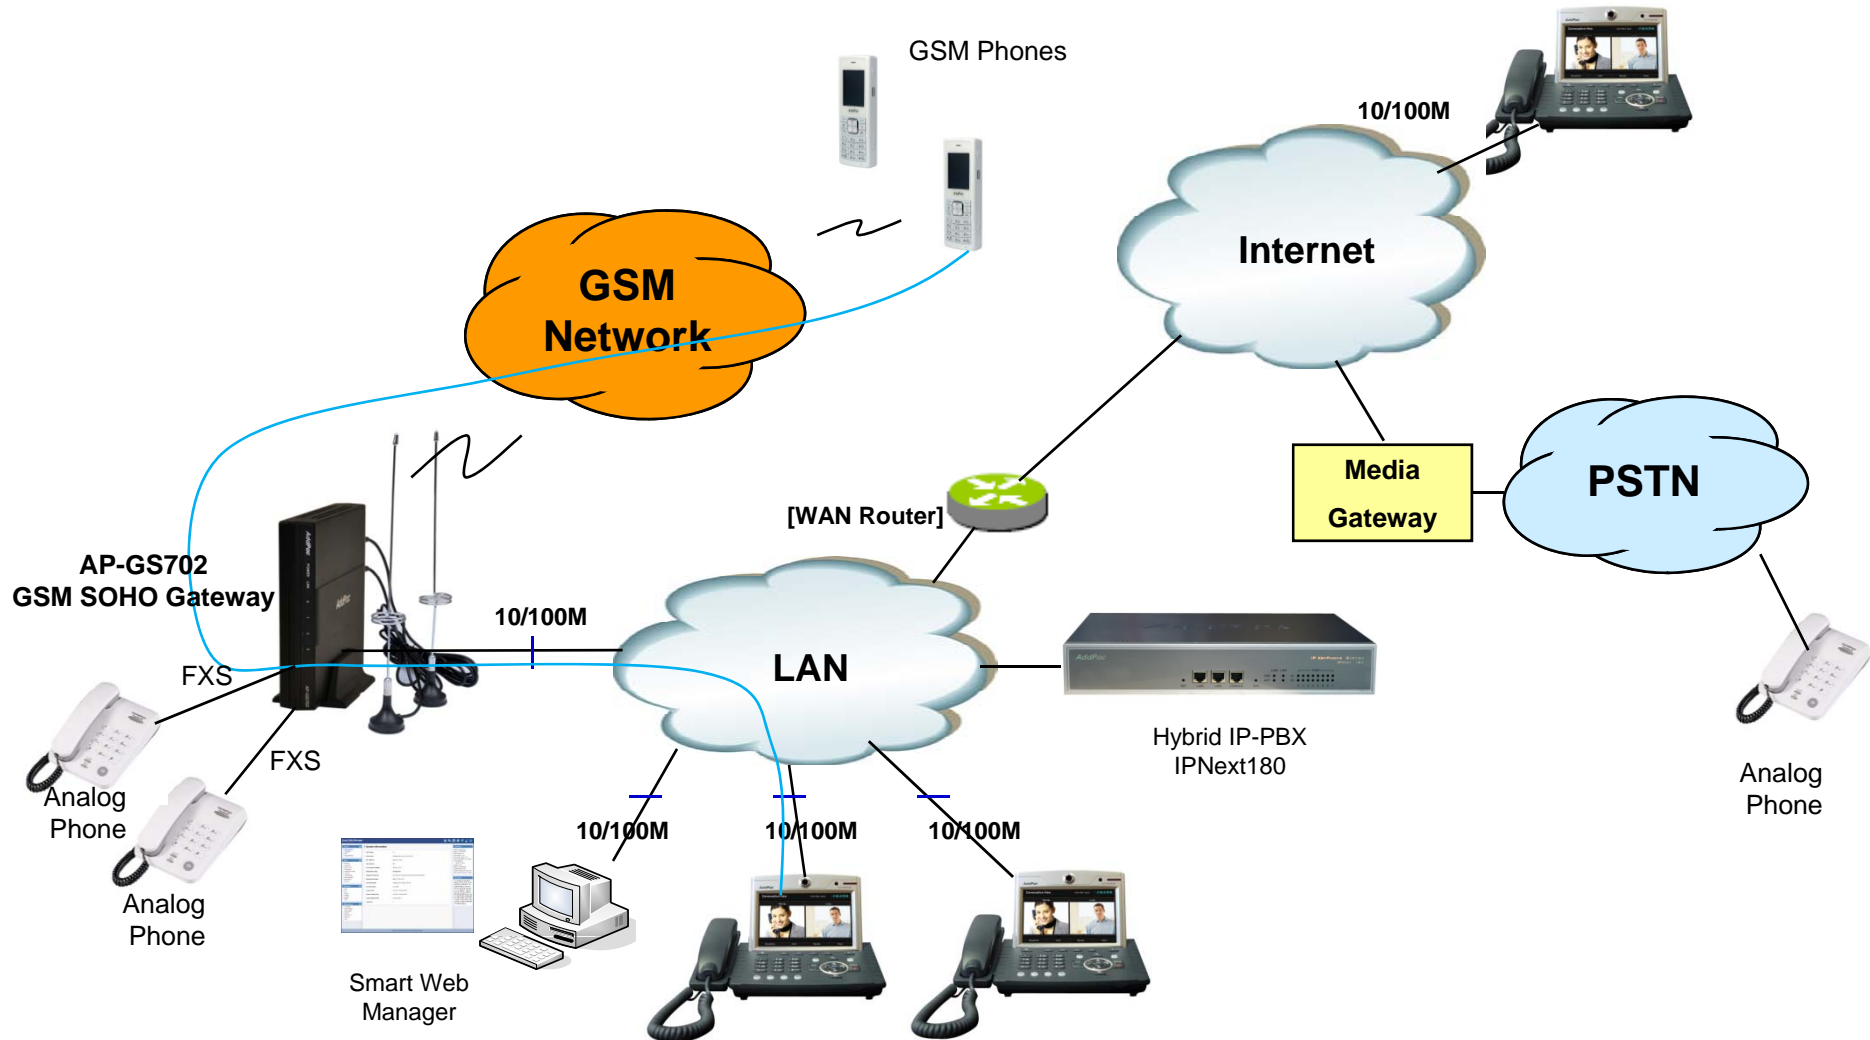 GSM Phones
10/100M
Internet
GSM
Network
Media
Gateway
PSTN
[WAN Router]
AP-GS702
GSM SOHO Gateway
10/100M
LAN
AddPac
FXS
FXS
Hybrid IP-PBX
IPNext180
Analog
Phone
Analog
Phone
Analog
Phone
10/100M
10/100M
10/100M
Smart Web
Manager